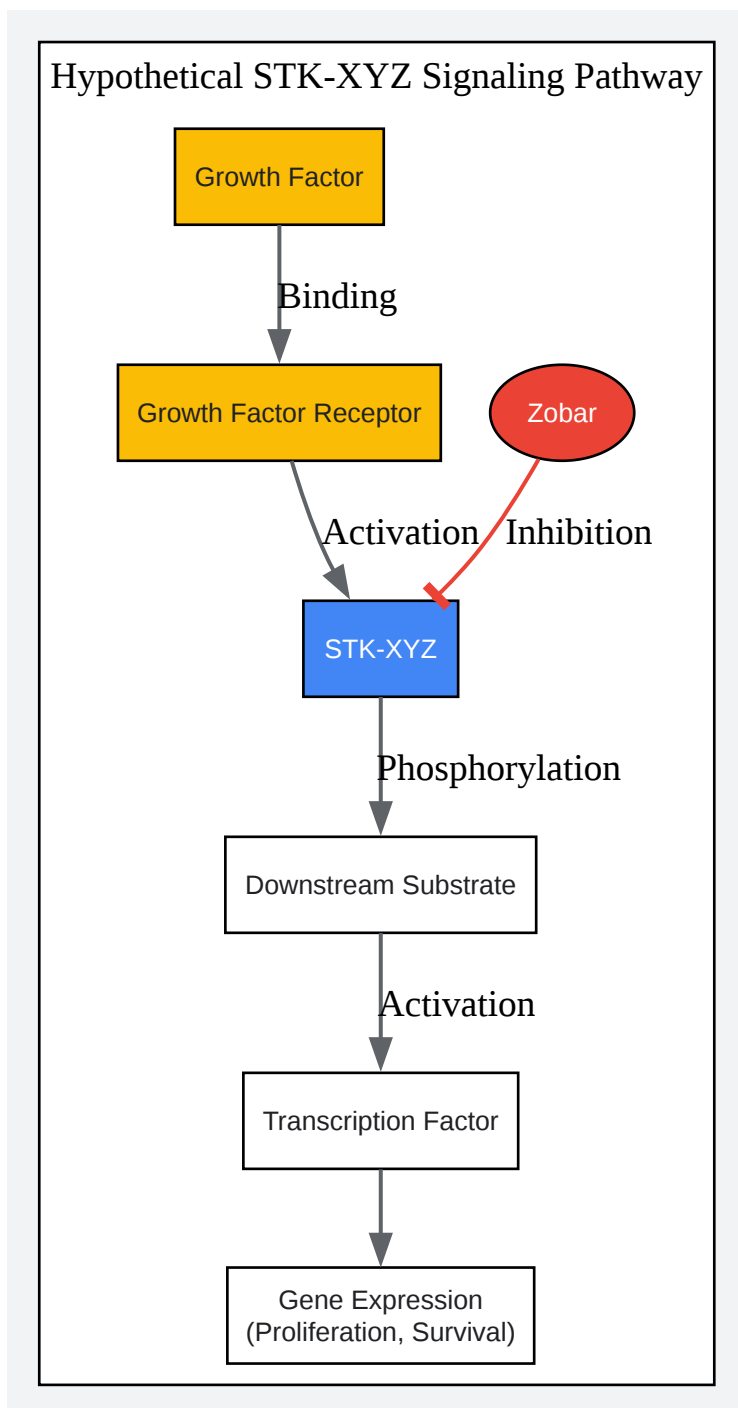 Hypothetical STK-XYZ Signaling Pathway
Growth Factor
Binding
Growth Factor Receptor
Zobar
Activation
Inhibition
STK-XYZ
Phosphorylation
Downstream Substrate
Activation
Transcription Factor
Gene Expression
(Proliferation, Survival)